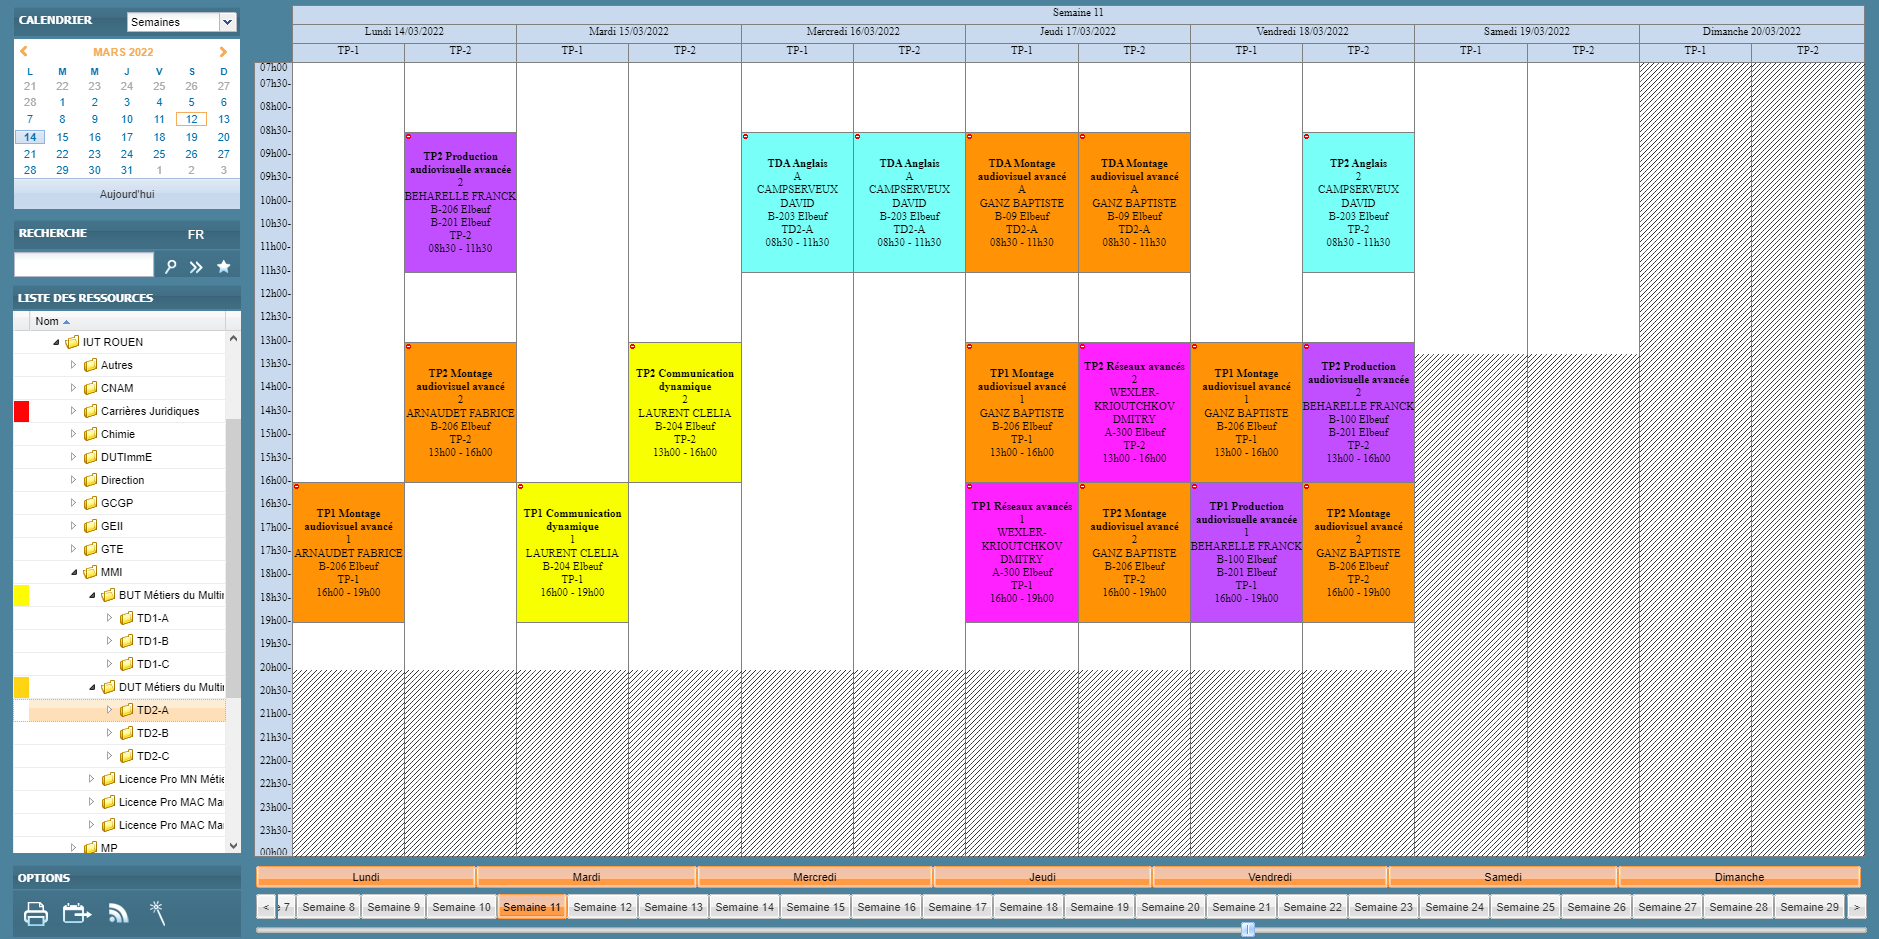 CALENDRIER
Semaines
MARS 2022
L M M J V S D
21 22 23 24 25 26 27
28 1 2 3 4 5 6
7 8 9 10 11 12 13
14 15 16 17 18 19 20
21 22 23 24 25 26 27
28 29 30 31 1 2 3
Aujourd'hui
RECHERCHE FR
LISTE DES RESSOURCES
Nom
IUT ROUEN
Autres
CNAM
Carrières Juridiques
Chimie
DUTImmE
Direction
GCGP
GEII
GTE
MMI
BUT Métiers du Multi
TD1-A
TD1-B
TD1-C
DUT Métiers du Multi
TD2-A
TD2-B
TD2-C
Licence Pro MN Métie
Licence Pro MAC Ma
Licence Pro MAC Ma
MP
OPTIONS
Semaine 11
Lundi 14/03/2022 Mardi 15/03/2022 Mercredi 16/03/2022 Jeudi 17/03/2022 Vendredi 18/03/2022 Samedi 19/03/2022 Dimanche 20/03/2022
TP-1 TP-2 TP-1 TP-2 TP-1 TP-2 TP-1 TP-2 TP-1 TP-2 TP-1 TP-2 TP-1 TP-2
07h00
07h30-
08h00-
08h30-
09h00-
09h30-
10h00-
10h30-
11h00-
11h30-
12h00-
12h30-
13h00-
13h30-
14h00-
14h30-
15h00-
15h30-
16h00-
16h30-
17h00-
17h30-
18h00-
18h30-
19h00-
19h30-
20h00-
20h30-
21h00-
21h30-
22h00-
22h30-
23h00-
23h30-
00h00
TP2 Production
audiovisuelle avancée
2
BEHARELLE FRANCK
B-206 Elbeuf
B-201 Elbeuf
TP-2
08h30 - 11h30
TDA Anglais
A
CAMPSERVEUX
DAVID
B-203 Elbeuf
TD2-A
08h30 - 11h30
TDA Anglais
A
CAMPSERVEUX
DAVID
B-203 Elbeuf
TD2-A
08h30 - 11h30
TDA Montage
audiovisuel avancé
A
GANZ BAPTISTE
B-09 Elbeuf
TD2-A
08h30 - 11h30
TDA Montage
audiovisuel avancé
A
GANZ BAPTISTE
B-09 Elbeuf
TD2-A
08h30 - 11h30
TP2 Anglais
2
CAMPSERVEUX
DAVID
B-203 Elbeuf
TP-2
08h30 - 11h30
TP2 Montage
audiovisuel avancé
2
ARNAUDET FABRICE
B-206 Elbeuf
TP-2
13h00 - 16h00
TP2 Communication
dynamique
2
LAURENT CLELIA
B-204 Elbeuf
TP-2
13h00 - 16h00
TP1 Montage
audiovisuel avancé
1
GANZ BAPTISTE
B-206 Elbeuf
TP-1
13h00 - 16h00
TP2 Réseaux avancés
2
WEXLER-
KRIOUTCHKOV
DMITRY
A-300 Elbeuf
TP-2
13h00 - 16h00
TP1 Montage
audiovisuel avancé
1
GANZ BAPTISTE
B-206 Elbeuf
TP-1
13h00 - 16h00
TP2 Production
audiovisuelle avancée
2
BEHARELLE FRANCK
B-100 Elbeuf
B-201 Elbeuf
TP-2
13h00 - 16h00
TP1 Montage
audiovisuel avancé
1
ARNAUDET FABRICE
B-206 Elbeuf
TP-1
16h00 - 19h00
TP1 Communication
dynamique
1
LAURENT CLELIA
B-204 Elbeuf
TP-1
16h00 - 19h00
TP1 Réseaux avancés
1
WEXLER-
KRIOUTCHKOV
DMITRY
A-300 Elbeuf
TP-1
16h00 - 19h00
TP2 Montage
audiovisuel avancé
2
GANZ BAPTISTE
B-206 Elbeuf
TP-2
16h00 - 19h00
TP1 Production
audiovisuelle avancée
1
BEHARELLE FRANCK
B-100 Elbeuf
B-201 Elbeuf
TP-1
16h00 - 19h00
TP2 Montage
audiovisuel avancé
2
GANZ BAPTISTE
B-206 Elbeuf
TP-2
16h00 - 19h00
Lundi Mardi Mercredi Jeudi Vendredi Samedi Dimanche
< 7 Semaine 8 Semaine 9 Semaine 10 Semaine 11 Semaine 12 Semaine 13 Semaine 14 Semaine 15 Semaine 16 Semaine 17 Semaine 18 Semaine 19 Semaine 20 Semaine 21 Semaine 22 Semaine 23 Semaine 24 Semaine 25 Semaine 26 Semaine 27 Semaine 28 Semaine 29 >